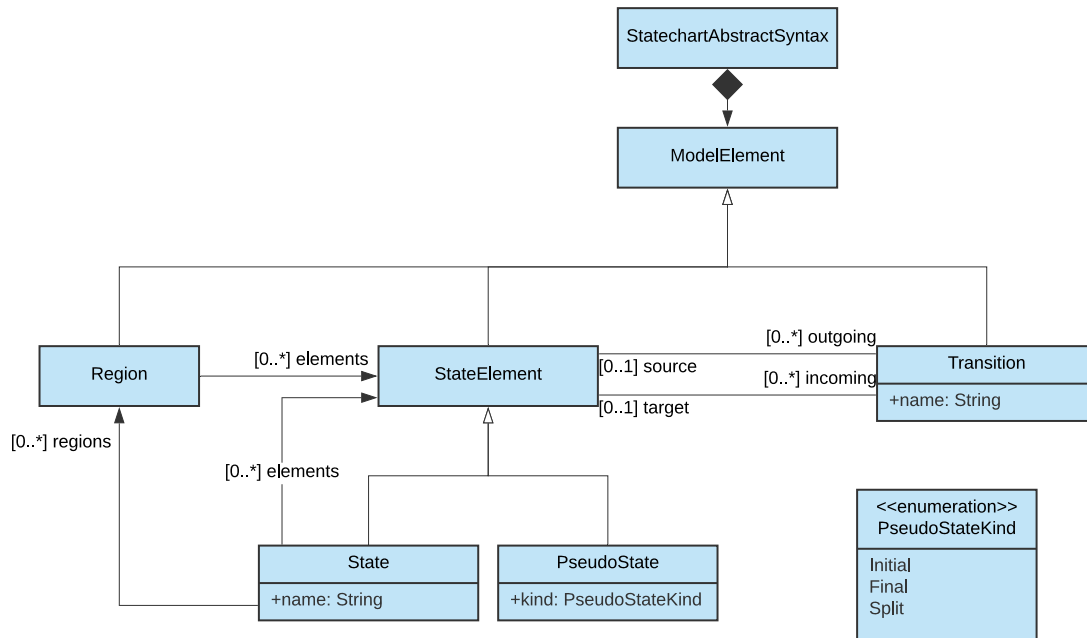 StatechartAbstractSyntax
ModelElement
[0..*] outgoing
Region
[0..*] elements
StateElement
[0..1] source
Transition
[0..*] incoming
[0..1] target
+name: String
[0..*] regions
[0..*] elements
<<enumeration>>
PseudoStateKind
State
PseudoState
Initial
Final
Split
+name: String
+kind: PseudoStateKind